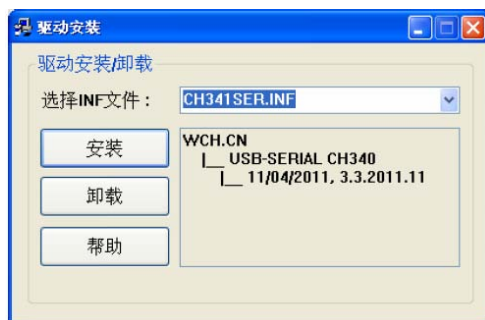 驱动安装
驱动安装/卸载
选择INF文件：
CH341SER.INF
安装
WCH.CN
|__ USB-SERIAL CH340
|__ 11/04/2011, 3.3.2011.11
卸载
帮助